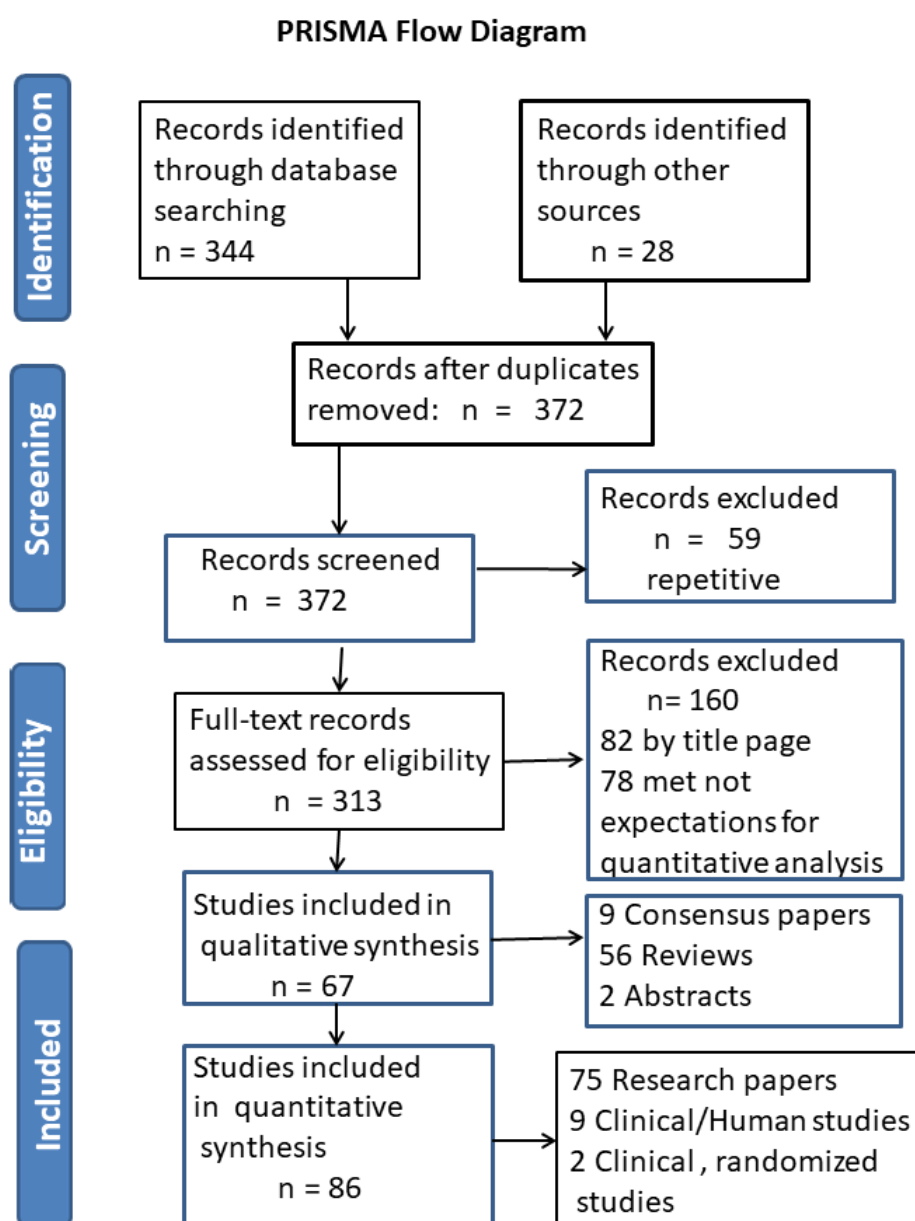 PRISMA Flow Diagram
Identification
Records identified
through database
searching
n = 344
Records identified
through other
sources
n = 28
Records after duplicates
removed: n = 372
Screening
Records screened
n = 372
Records excluded
n = 59
repetitive
Eligibility
Full-text records
assessed for eligibility
n = 313
Records excluded
n= 160
82 by title page
78 met not
expectations for
quantitative analysis
Studies included in
qualitative synthesis
n = 67
9 Consensus papers
56 Reviews
2 Abstracts
Included
Studies included
in quantitative
synthesis
n = 86
75 Research papers
9 Clinical/Human studies
2 Clinical , randomized
studies